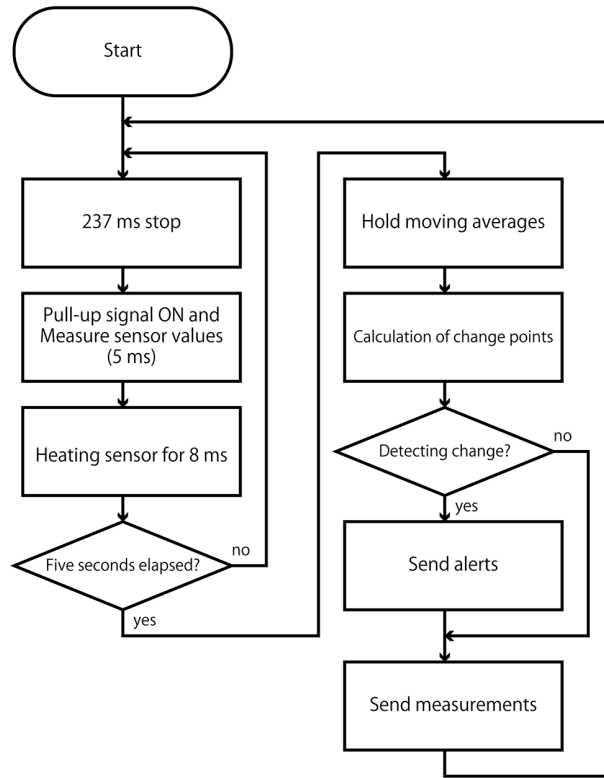 Start
237 ms stop
Pull-up signal ON and
Measure sensor values
(5 ms)
Heating sensor for 8 ms
Five seconds elapsed?
no
yes
Hold moving averages
Calculation of change points
Detecting change?
no
yes
Send alerts
Send measurements